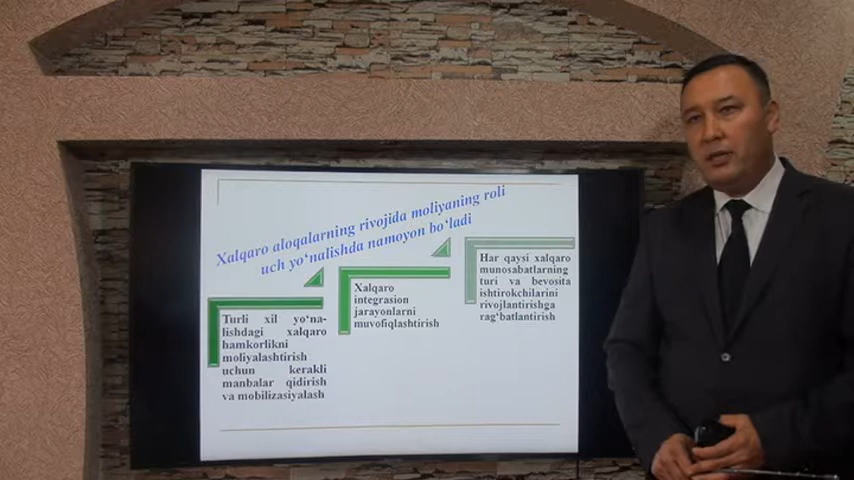 Xalqaro aloqalarning rivojida moliyaning roli
uch yo‘nalishda namoyon bo‘ladi
Turli xil yo‘na-
lishdagi xalqaro
hamkorlikni
moliyalashtirish
uchun kerakli
manbalar qidirish
va mobilizasiyalash
Xalqaro
integrasion
jarayonlarni
muvofiqlashtirish
Har qaysi xalqaro
munosabatlarning
turi va bevosita
ishtirokchilarini
rivojlantirishga
rag‘batlantirish